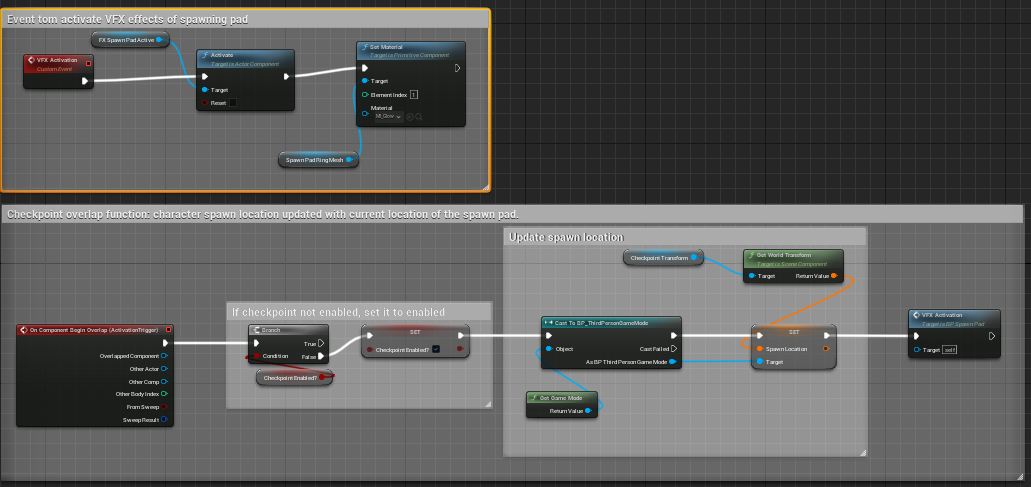 Event tom activate VFX effects of spawning pad
FX Spawn Pad Active
VFX Activation
Custom Event
Activate
Target is Actor Component
Target
Reset
Set Material
Target is Primitive Component
Target
Element Index 1
Material
MI_Glow
Spawn Pad Ring Mesh
Checkpoint overlap function: character spawn location updated with current location of the spawn pad.
Update spawn location
Checkpoint Transform
Get World Transform
Target is Scene Component
Target Return Value
If checkpoint not enabled, set it to enabled
On Component Begin Overlap (ActivationTrigger)
Overlapped Component
Other Actor
Other Comp
Other Body Index
From Sweep
Sweep Result
Branch
True
Condition False
Checkpoint Enabled?
SET
Checkpoint Enabled?
Cast To BP_ThirdPersonGameMode
Object Cast Failed
As BP Third Person Game Mode
Get Game Mode
Return Value
SET
Spawn Location
Target
VFX Activation
Target is BP Spawn Pad
Target self